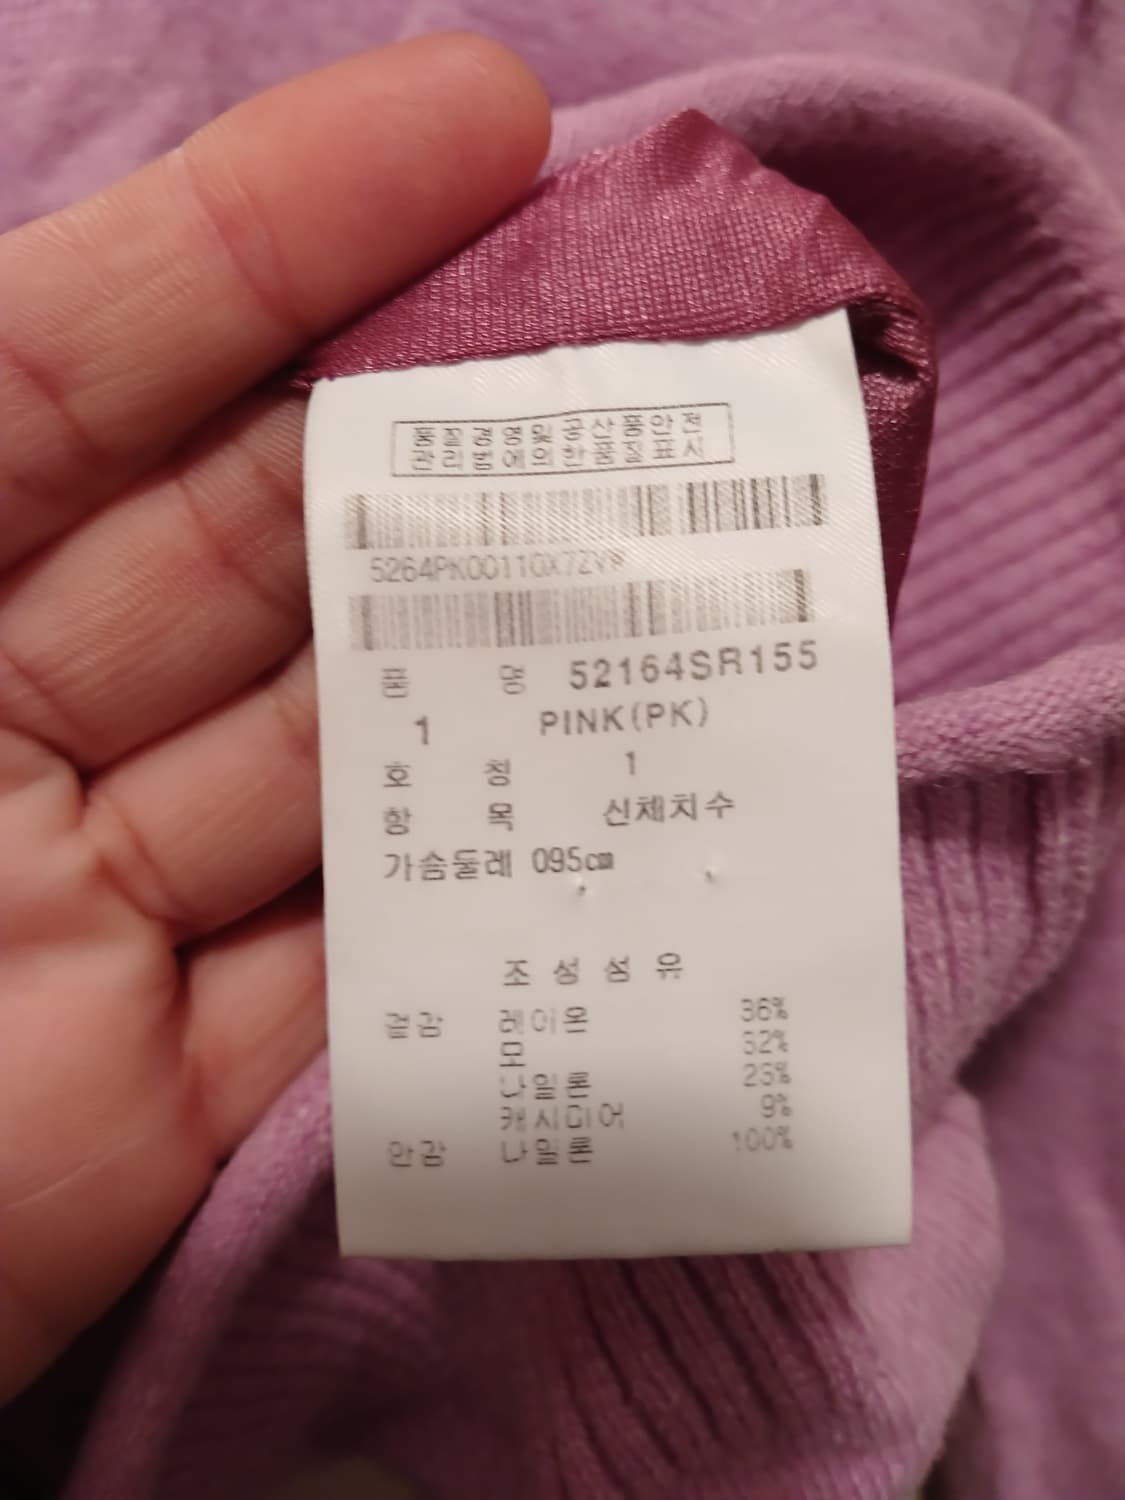 품질경영및공산품안전
관리법에의한품질표시
5264PK00110X7ZV*
품 명 52164SR155
1 PINK(PK)
호 칭 1
항 목 신체치수
가슴둘레 095㎝
조 성 섬 유
겉감 레이온 36%
모 32%
나일론 23%
캐시미어 9%
안감 나일론 100%